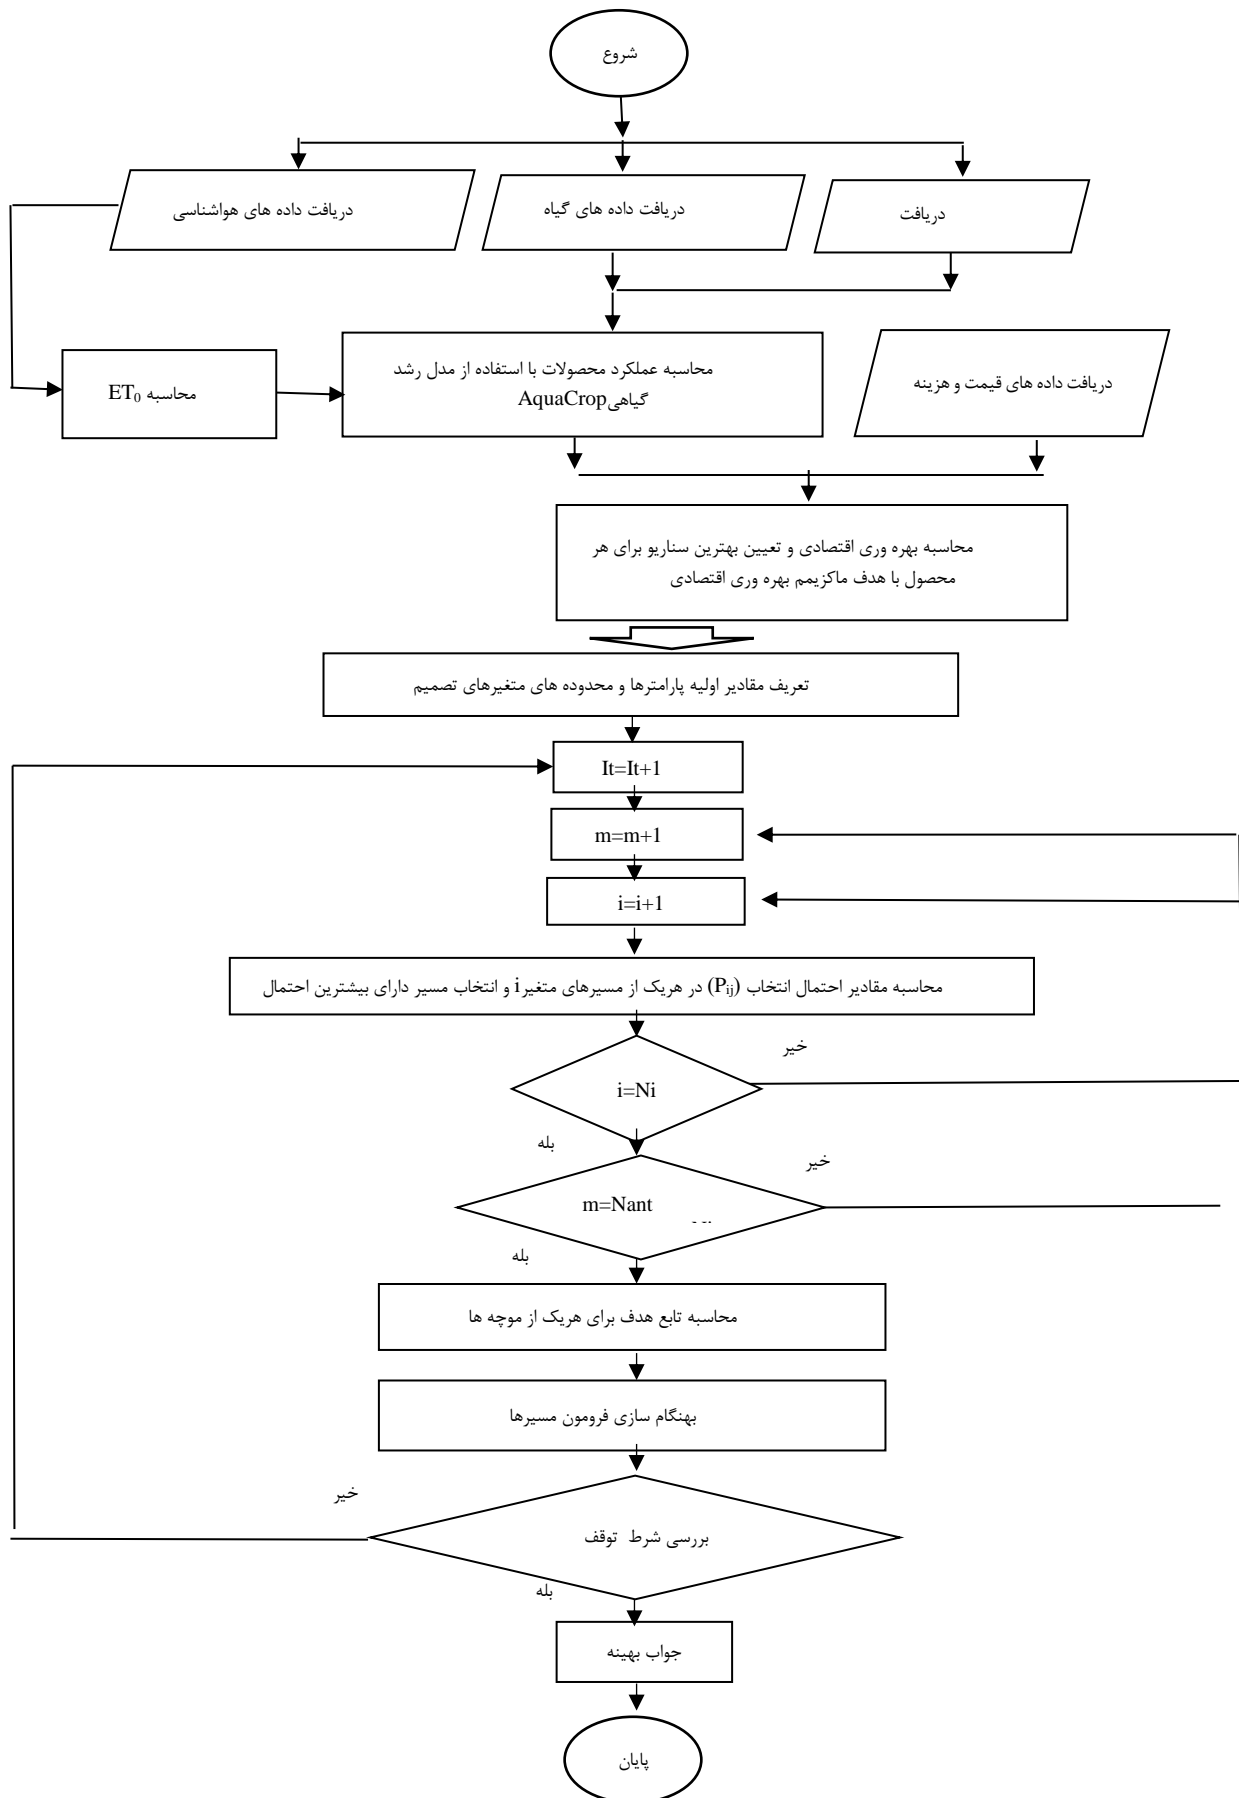 شروع
دریافت
دریافت داده های گیاه
دریافت داده های هواشناسی
محاسبه عملکرد محصولات با استفاده از مدل رشد
گیاهیAquaCrop
محاسبه ET₀
دریافت داده های قیمت و هزینه
محاسبه بهره وری اقتصادی و تعیین بهترین سناریو برای هر
محصول با هدف ماکزیمم بهره وری اقتصادی
تعریف مقادیر اولیه پارامترها و محدوده های متغیرهای تصمیم
It=It+1
m=m+1
i=i+1
محاسبه مقادیر احتمال انتخاب (Pᵢⱼ) در هریک از مسیرهای متغیر i و انتخاب مسیر دارای بیشترین احتمال
خیر
i=Ni
بله
خیر
m=Nant
بله
محاسبه تابع هدف برای هریک از موچه ها
بهنگام سازی فرومون مسیرها
خیر
بررسی شرط توقف
بله
جواب بهینه
پایان